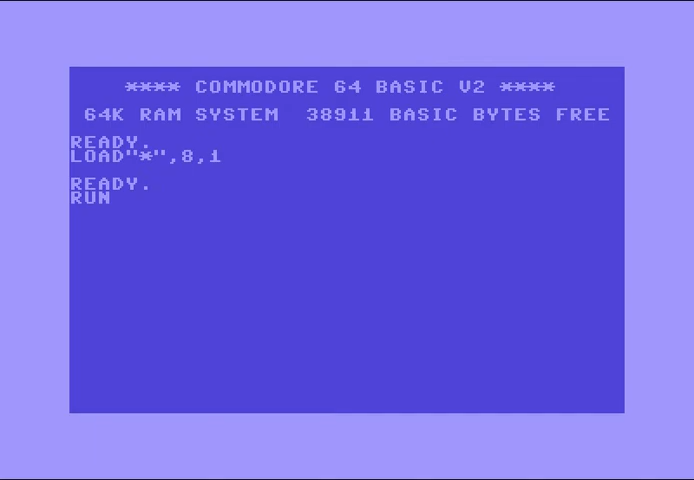 **** COMMODORE 64 BASIC V2 ****
64K RAM SYSTEM  38911 BASIC BYTES FREE
READY.
LOAD"*",8,1
READY.
RUN